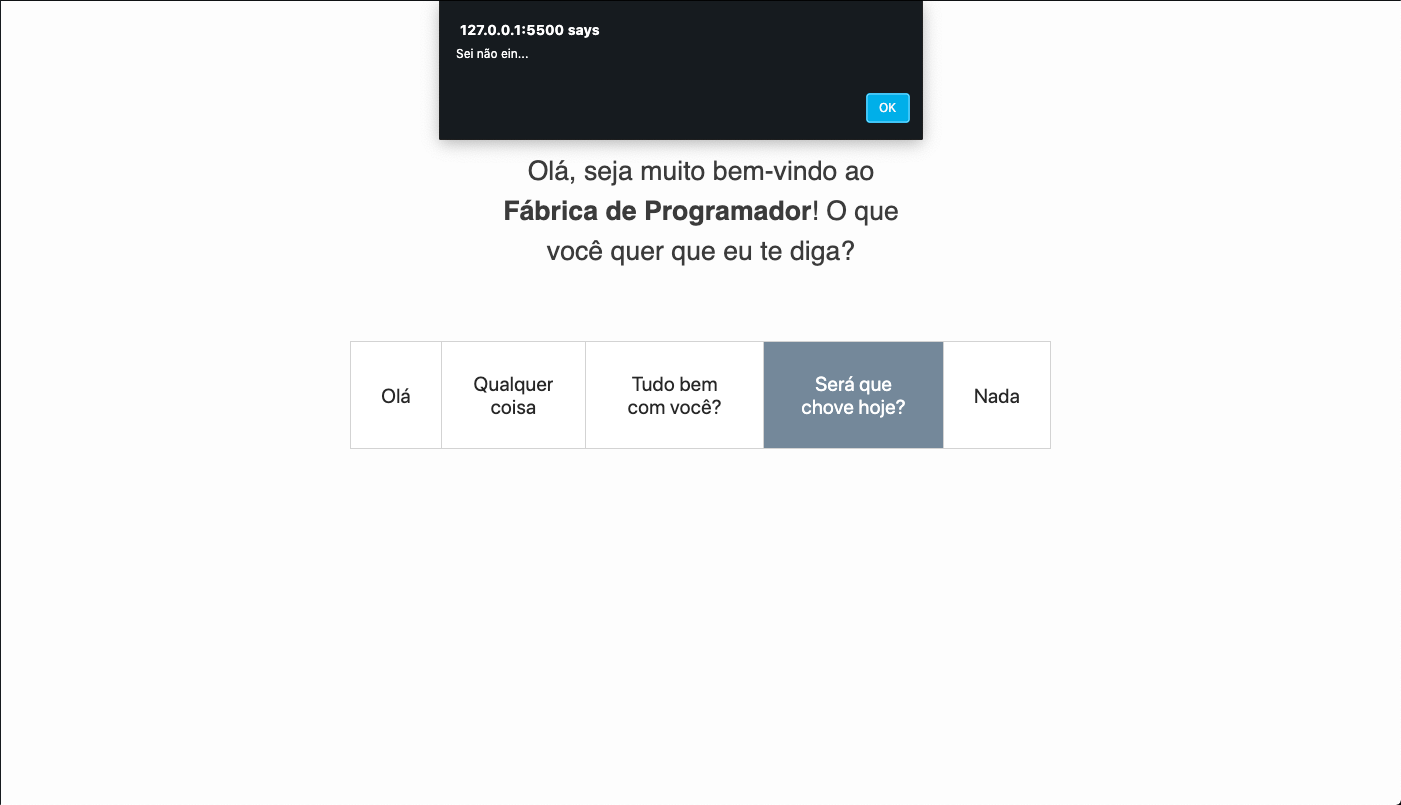 127.0.0.1:5500 says
Sei não ein...
OK
Olá, seja muito bem-vindo ao
Fábrica de Programador! O que
você quer que eu te diga?
Olá
Qualquer
coisa
Tudo bem
com você?
Será que
chove hoje?
Nada